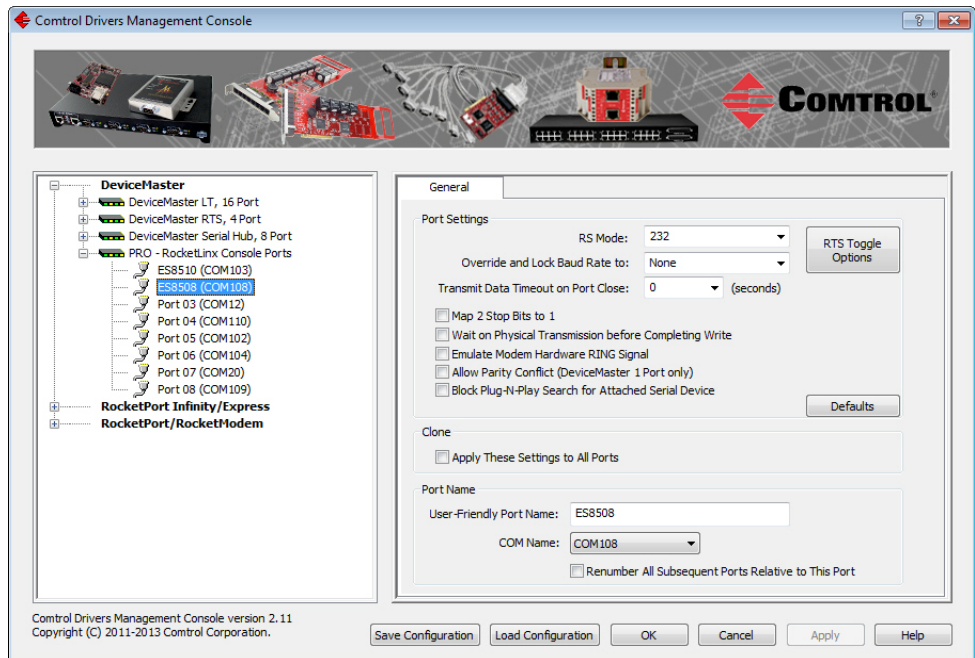 Comtrol Drivers Management Console
COMTROL
DeviceMaster
DeviceMaster LT, 16 Port
DeviceMaster RTS, 4 Port
DeviceMaster Serial Hub, 8 Port
PRO - RocketLinx Console Ports
ES8510 (COM103)
ES8508 (COM108)
Port 03 (COM12)
Port 04 (COM110)
Port 05 (COM102)
Port 06 (COM104)
Port 07 (COM20)
Port 08 (COM109)
RocketPort Infinity/Express
RocketPort/RocketModem
General
Port Settings
RS Mode: 232
RTS Toggle
Options
Override and Lock Baud Rate to: None
Transmit Data Timeout on Port Close: 0 (seconds)
Map 2 Stop Bits to 1
Wait on Physical Transmission before Completing Write
Emulate Modem Hardware RING Signal
Allow Parity Conflict (DeviceMaster 1 Port only)
Block Plug-N-Play Search for Attached Serial Device
Defaults
Clone
Apply These Settings to All Ports
Port Name
User-Friendly Port Name: ES8508
COM Name: COM108
Renumber All Subsequent Ports Relative to This Port
Comtrol Drivers Management Console version 2.11
Copyright (C) 2011-2013 Comtrol Corporation.
Save Configuration Load Configuration OK Cancel Apply Help